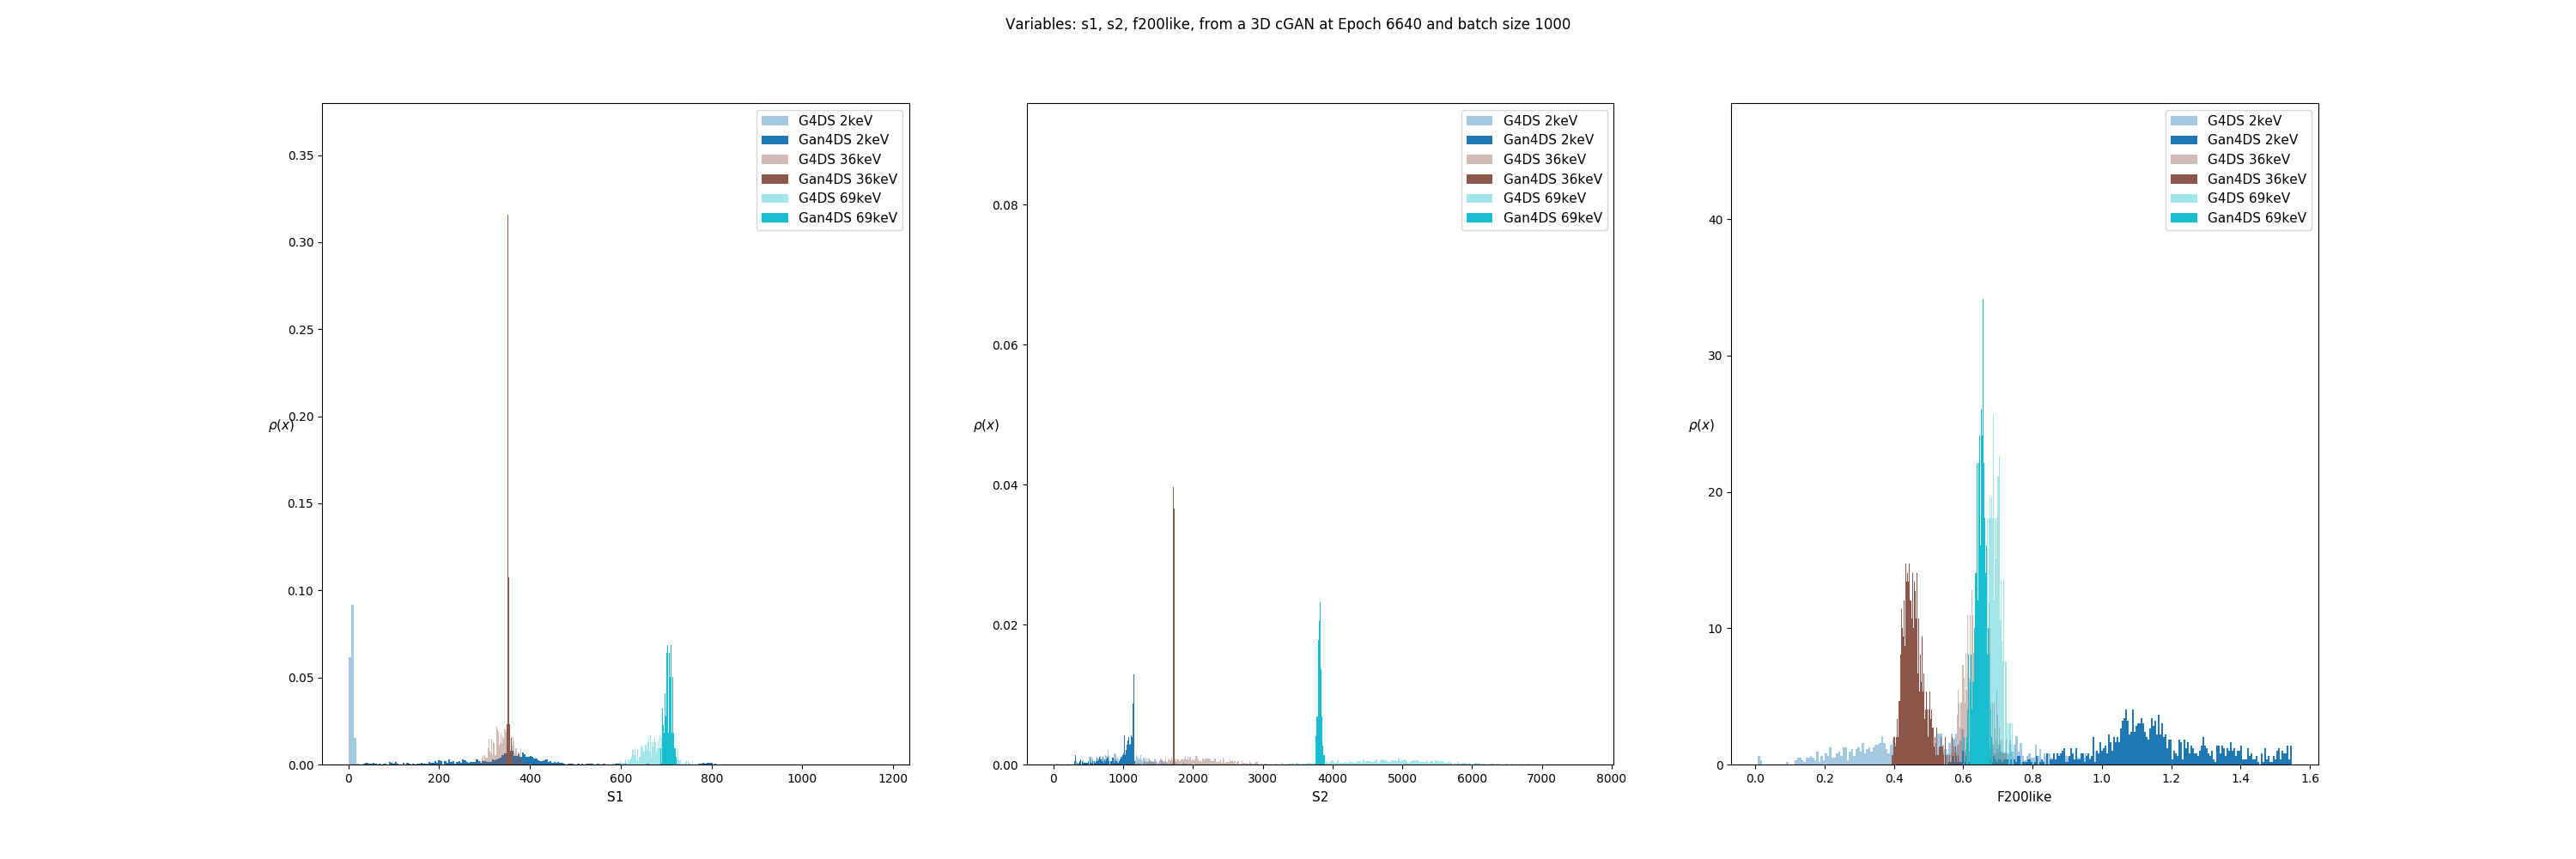 Variables: s1, s2, f200like, from a 3D cGAN at Epoch 6640 and batch size 1000
G4DS 2keV
Gan4DS 2keV
G4DS 36keV
Gan4DS 36keV
G4DS 69keV
Gan4DS 69keV
0.35
0.30
0.25
0.20
0.15
0.10
0.05
0.00
ρ(x)
0 200 400 600 800 1000 1200
S1
G4DS 2keV
Gan4DS 2keV
G4DS 36keV
Gan4DS 36keV
G4DS 69keV
Gan4DS 69keV
0.08
0.06
0.04
0.02
0.00
ρ(x)
0 1000 2000 3000 4000 5000 6000 7000 8000
S2
G4DS 2keV
Gan4DS 2keV
G4DS 36keV
Gan4DS 36keV
G4DS 69keV
Gan4DS 69keV
40
30
20
10
0
ρ(x)
0.0 0.2 0.4 0.6 0.8 1.0 1.2 1.4 1.6
F200like